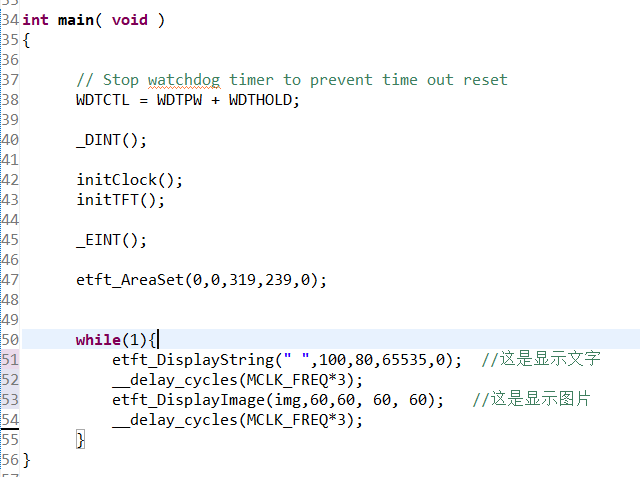 34 int main( void )
35 {
36
37 // Stop watchdog timer to prevent time out reset
38 WDTCTL = WDTPW + WDTHOLD;
39
40 _DINT();
41
42 initClock();
43 initTFT();
44
45 _EINT();
46
47 etft_AreaSet(0,0,319,239,0);
48
49
50 while(1){
51 etft_DisplayString(" ",100,80,65535,0); //这是显示文字
52 __delay_cycles(MCLK_FREQ*3);
53 etft_DisplayImage(img,60,60, 60, 60); //这是显示图片
54 __delay_cycles(MCLK_FREQ*3);
55 }
56 }